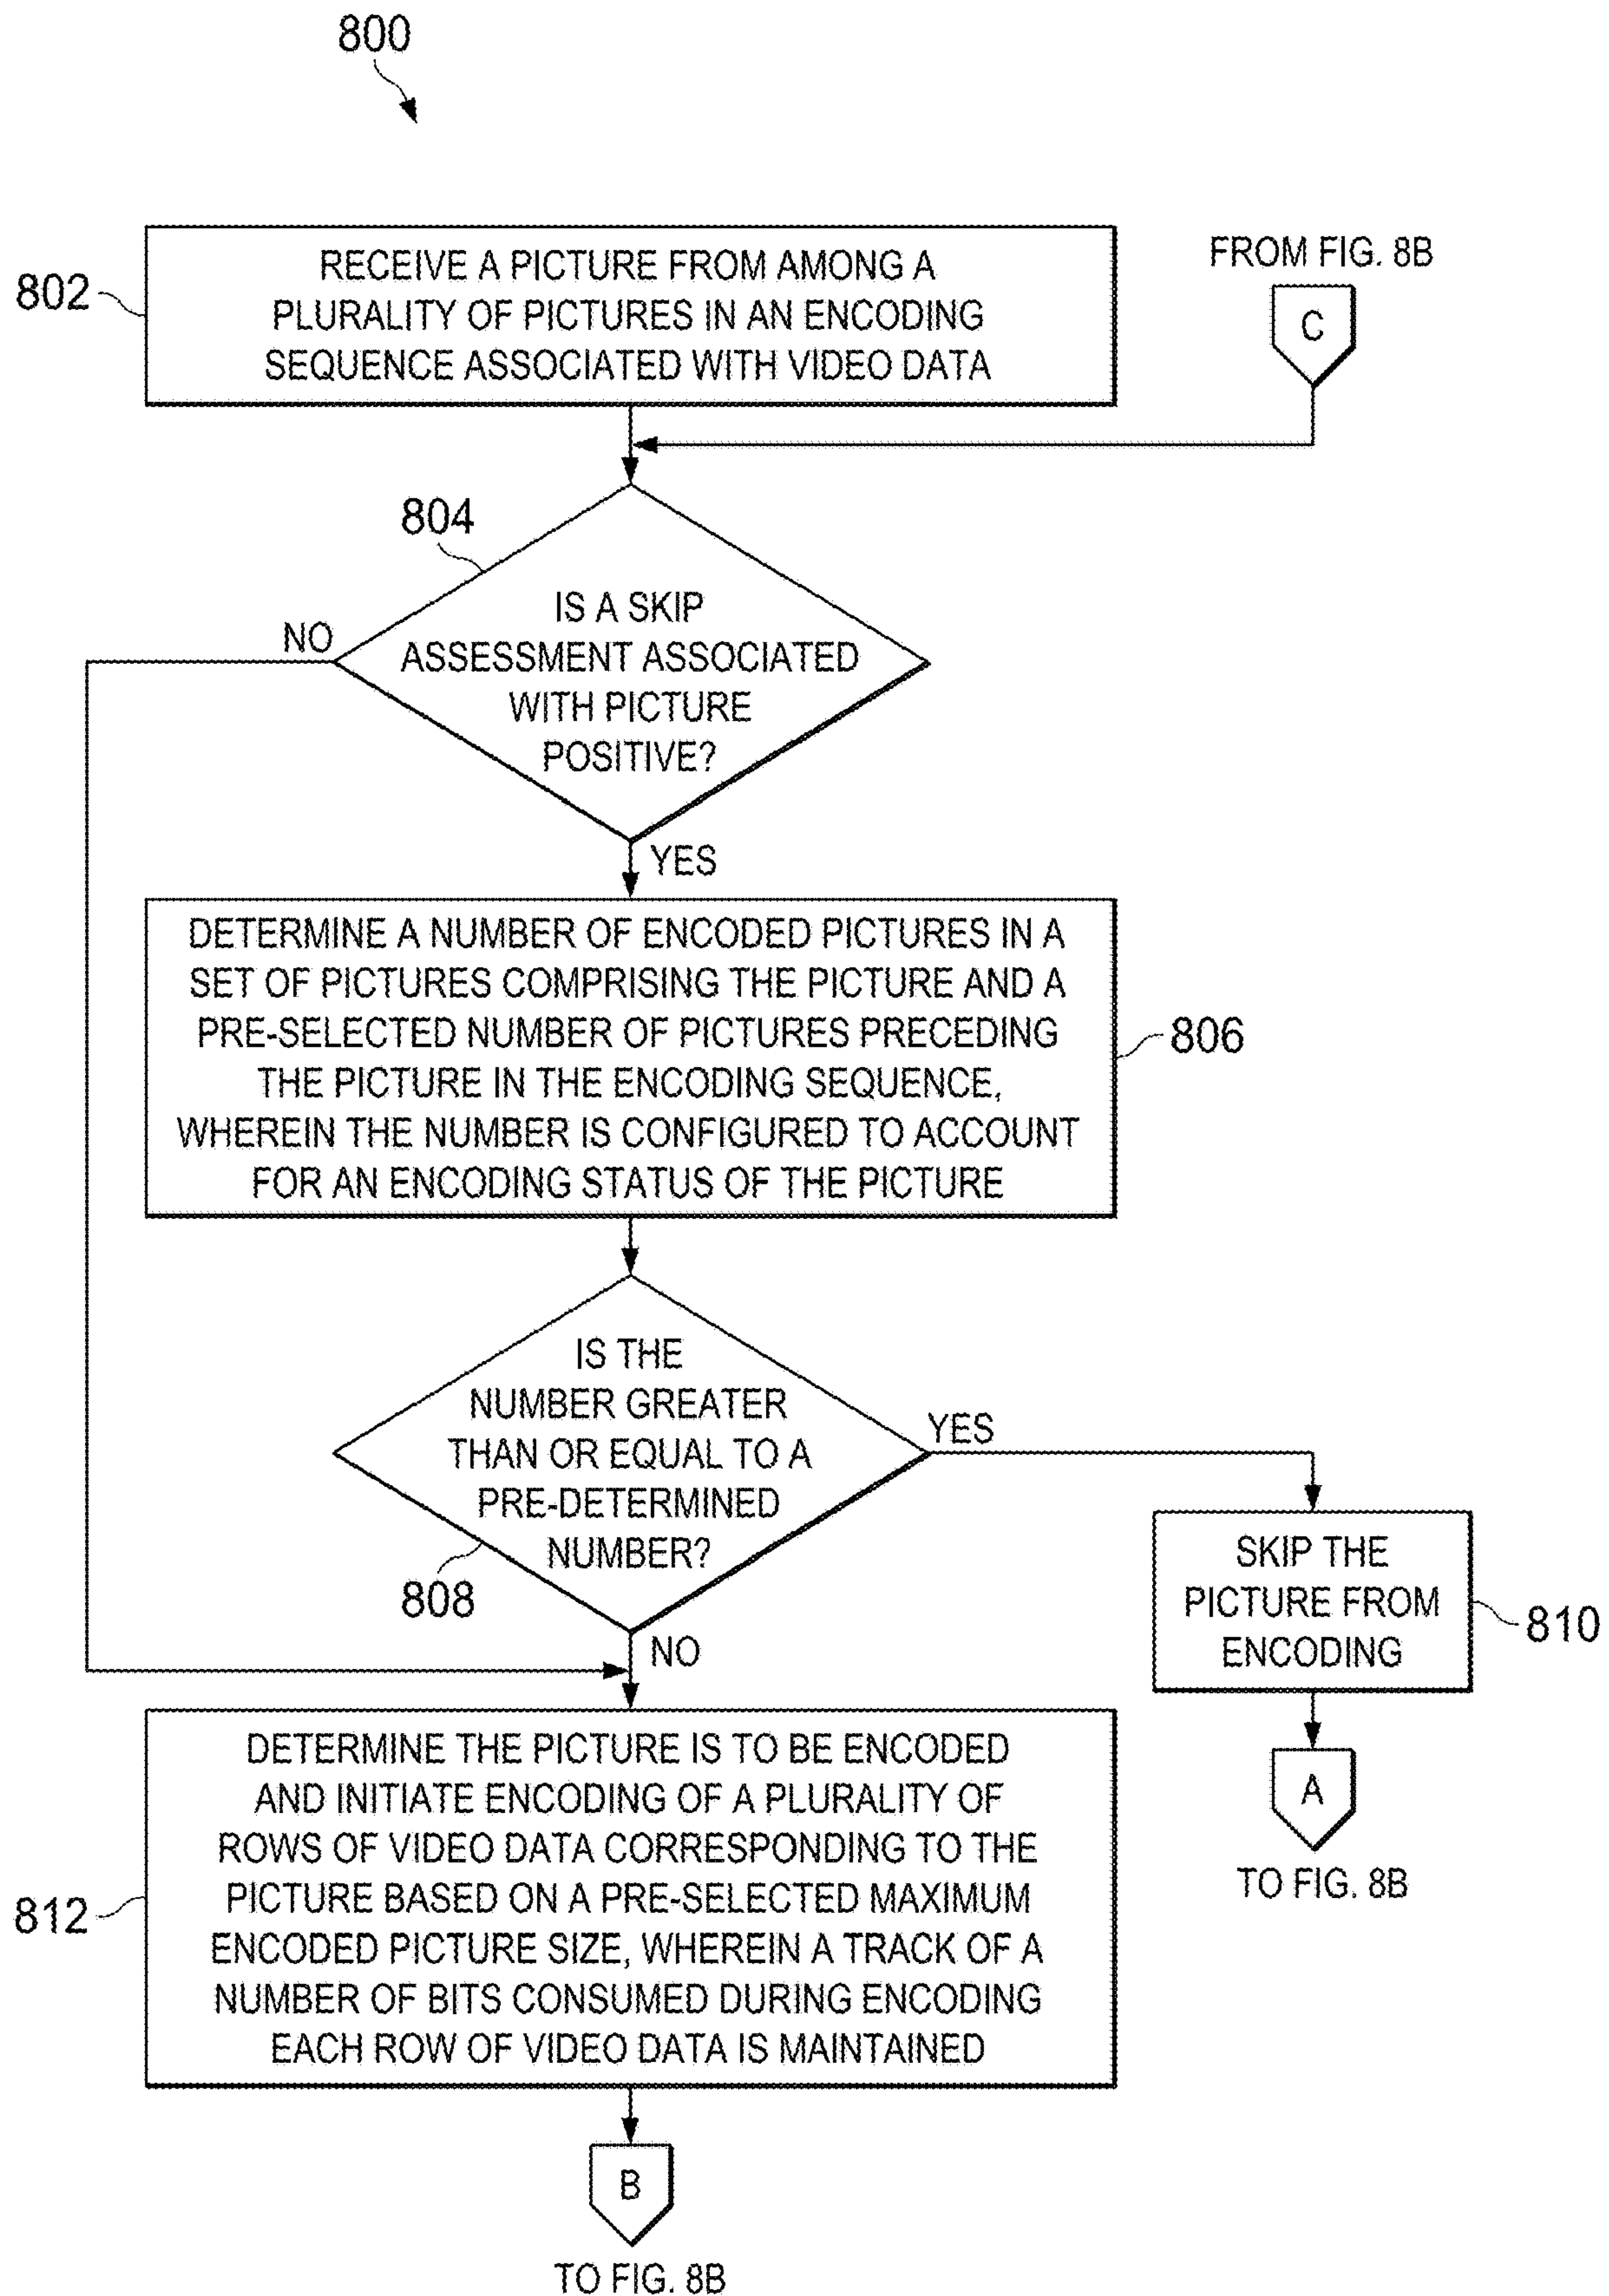 800
802
RECEIVE A PICTURE FROM AMONG A
PLURALITY OF PICTURES IN AN ENCODING
SEQUENCE ASSOCIATED WITH VIDEO DATA
FROM FIG. 8B
C
804
NO
IS A SKIP
ASSESSMENT ASSOCIATED
WITH PICTURE
POSITIVE?
YES
DETERMINE A NUMBER OF ENCODED PICTURES IN A
SET OF PICTURES COMPRISING THE PICTURE AND A
PRE-SELECTED NUMBER OF PICTURES PRECEDING
THE PICTURE IN THE ENCODING SEQUENCE,
WHEREIN THE NUMBER IS CONFIGURED TO ACCOUNT
FOR AN ENCODING STATUS OF THE PICTURE
806
IS THE
NUMBER GREATER
THAN OR EQUAL TO A
PRE-DETERMINED
NUMBER?
YES
808
NO
SKIP THE
PICTURE FROM
ENCODING
810
A
TO FIG. 8B
812
DETERMINE THE PICTURE IS TO BE ENCODED
AND INITIATE ENCODING OF A PLURALITY OF
ROWS OF VIDEO DATA CORRESPONDING TO THE
PICTURE BASED ON A PRE-SELECTED MAXIMUM
ENCODED PICTURE SIZE, WHEREIN A TRACK OF A
NUMBER OF BITS CONSUMED DURING ENCODING
EACH ROW OF VIDEO DATA IS MAINTAINED
B
TO FIG. 8B